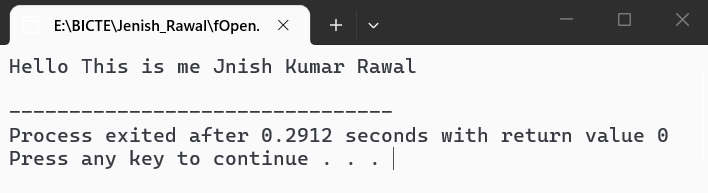 E:\BICTE\Jenish_Rawal\fOpen.
Hello This is me Jnish Kumar Rawal
--------------------------------
Process exited after 0.2912 seconds with return value 0
Press any key to continue . . .